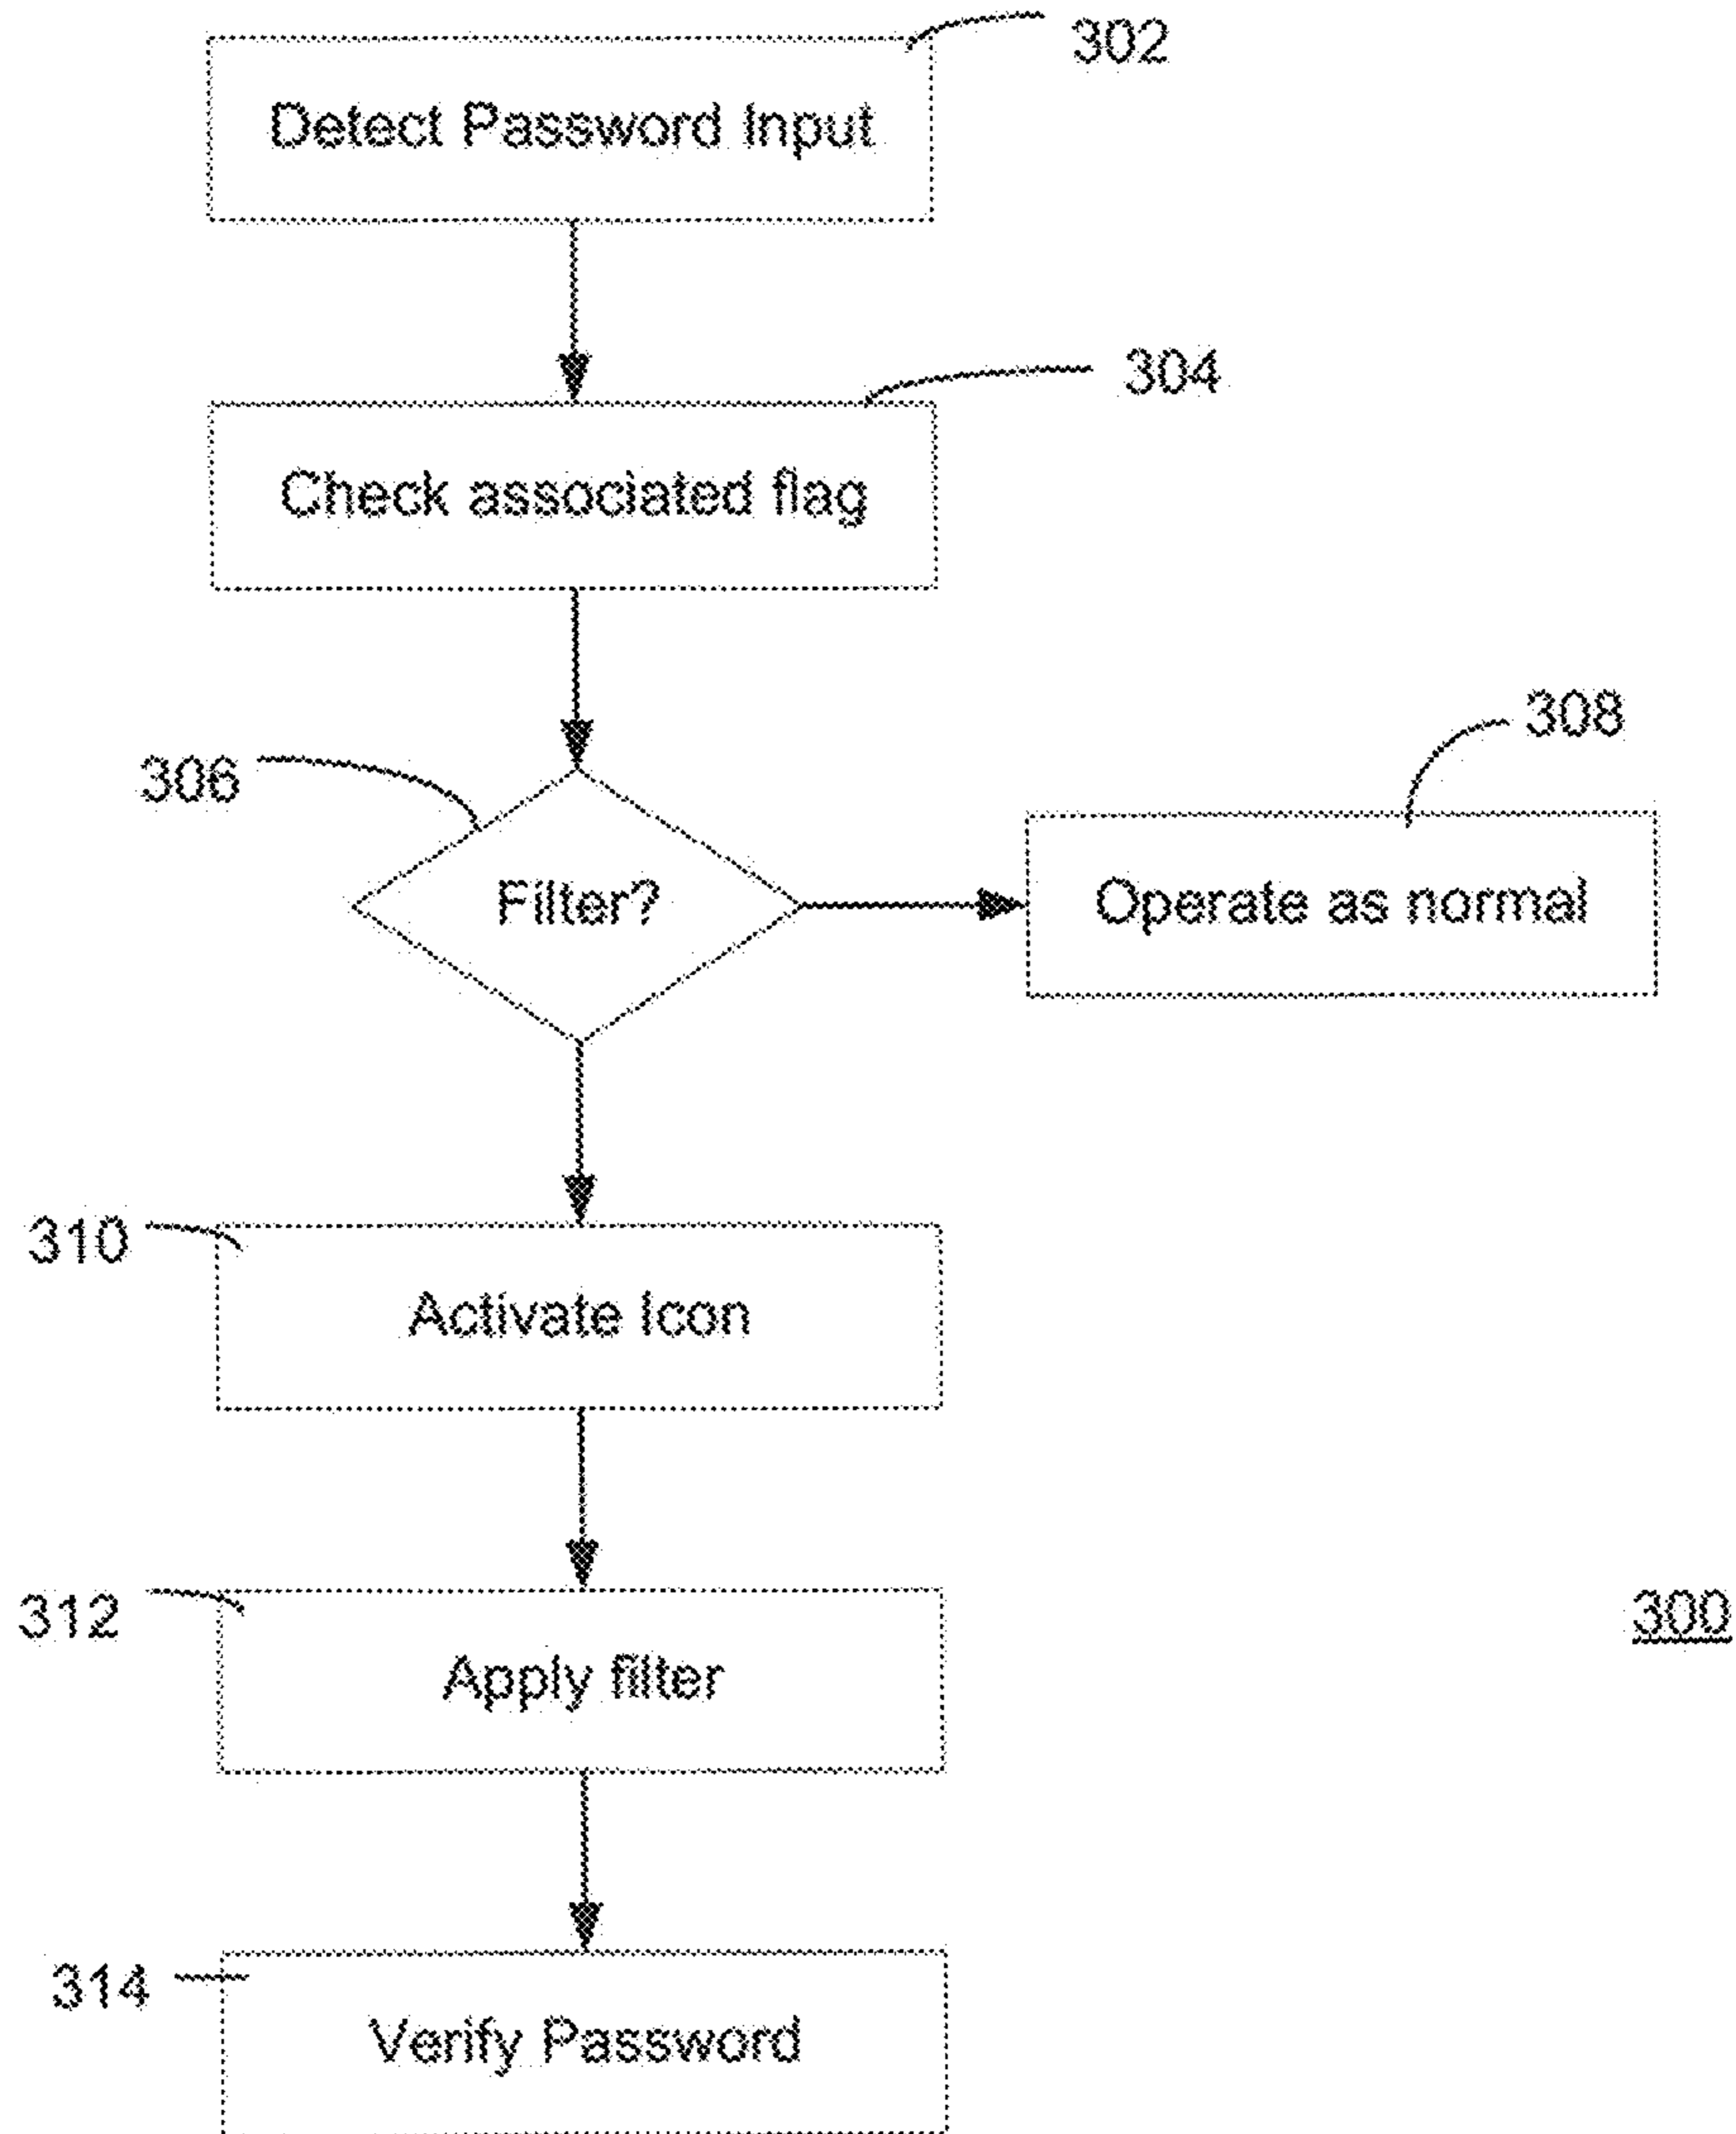 302
Detect Password Input
304
Check associated flag
308
306
Filter?
Operate as normal
310
Activate Icon
312
300
Apply filter
314
Verify Password